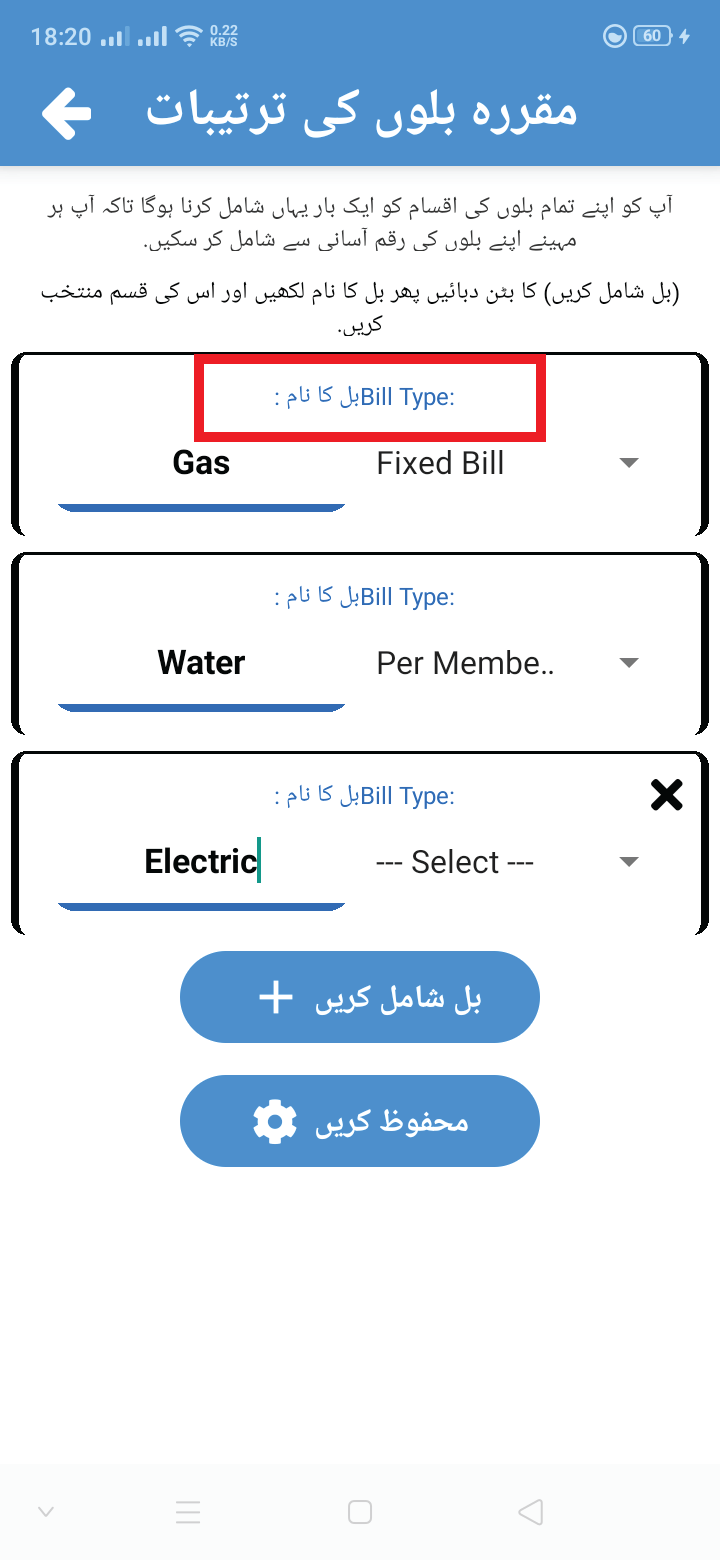 18:20
0.22
KB/S
60
مقررہ بلوں کی ترتیبات
آپ کو اپنے تمام بلوں کی اقسام کو ایک بار یہاں شامل کرنا ہوگا تاکہ آپ ہر
مہینے اپنے بلوں کی رقم آسانی سے شامل کر سکیں.
(بل شامل کریں) کا بٹن دبائیں پھر بل کا نام لکھیں اور اس کی قسم منتخب
کریں.
بل کا نام : Bill Type:
Gas Fixed Bill
بل کا نام : Bill Type:
Water Per Membe..
بل کا نام : Bill Type:
Electric --- Select ---
بل شامل کریں
محفوظ کریں